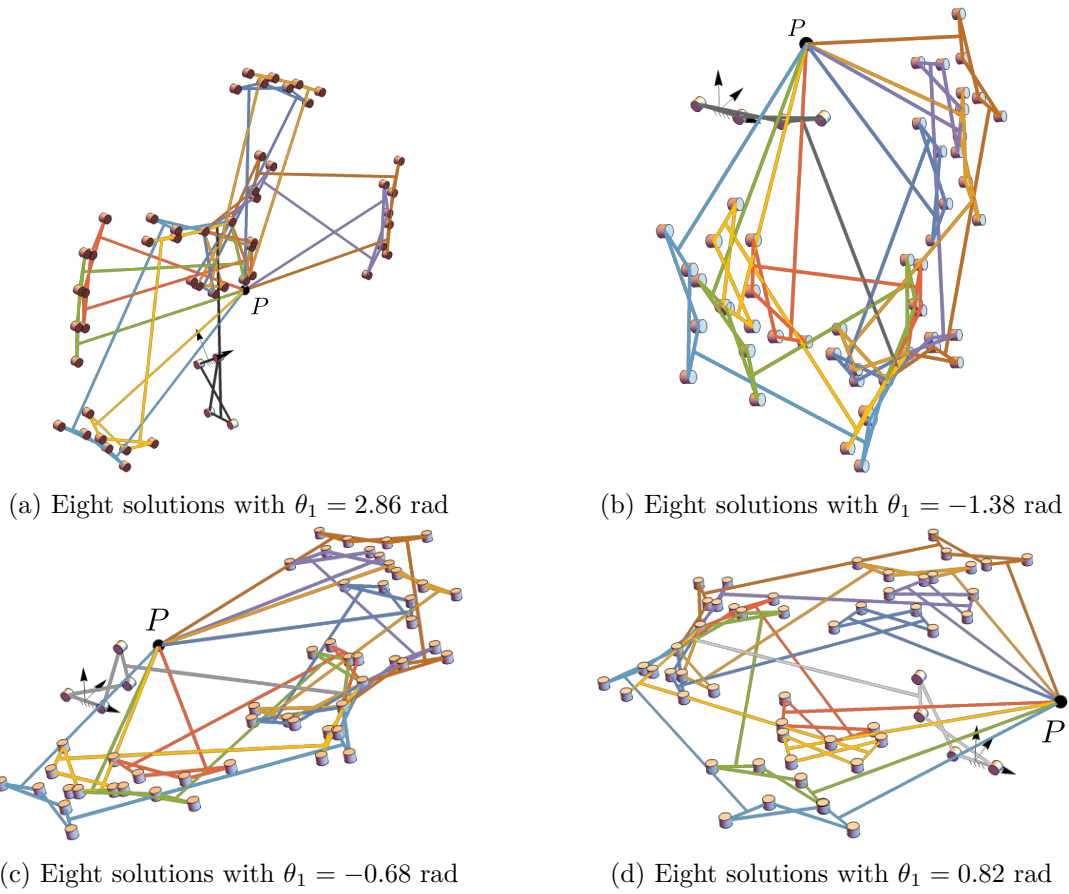 P
P
(a) Eight solutions with θ₁ = 2.86 rad
(b) Eight solutions with θ₁ = −1.38 rad
P
P
(c) Eight solutions with θ₁ = −0.68 rad
(d) Eight solutions with θ₁ = 0.82 rad